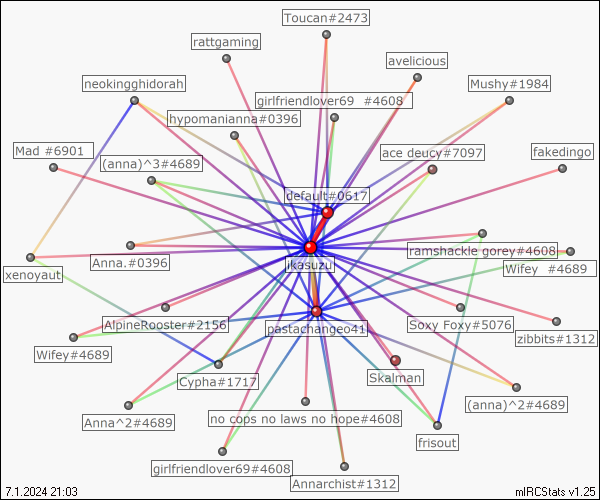 Toucan#2473
rattgaming
avelicious
neokingghidorah
Mushy#1984
girlfriendlover69 #4608
hypomanianna#0396
Mad #6901
ace deucy#7097
fakedingo
(anna)^3#4689
default#0617
ramshackle gorey#4608
Anna.#0396
jkasuzu
Wifey #4689
xenoyaur
AlpineRooster#2156
pastachangeo41
Soxy Foxy#5076
zibbits#1312
Wifey#4689
Cypha#1717
Skalman
(anna)^2#4689
Anna^2#4689
no cops no laws no hope#4608
frisout
girlfriendlover69#4608
Annarchist#1312
7.1.2024 21:03
mIRCStats v1.25